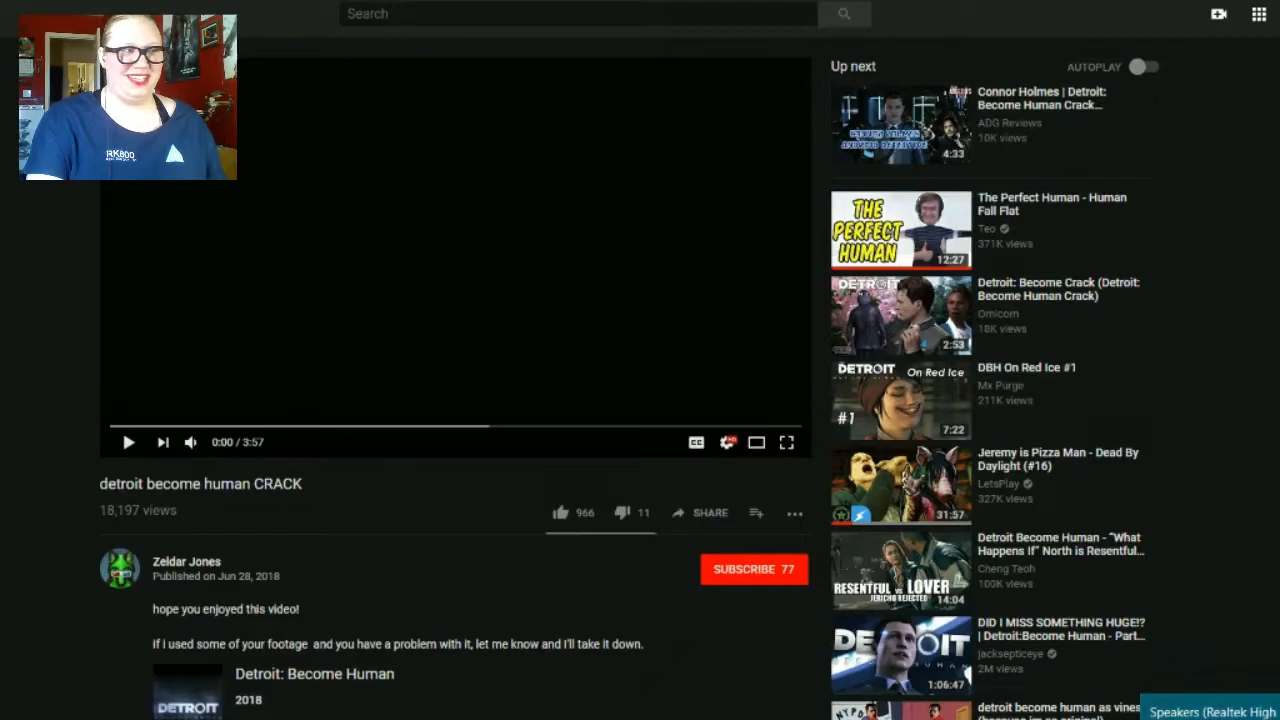 Search
RK800
0:00 / 3:57
detroit become human CRACK
18,197 views
966
11
SHARE
Zeldar Jones
Published on Jun 28, 2018
SUBSCRIBE 77
hope you enjoyed this video!
if i used some of your footage and you have a problem with it, let me know and I'll take it down.
Detroit: Become Human
2018
DETROIT
Up next
AUTOPLAY
Connor Holmes | Detroit:
Become Human Crack...
ADG Reviews
10K views
ANDROID DETECTIVE
4:33
The Perfect Human - Human
Fall Flat
Teo
371K views
THE
PERFECT
HUMAN
12:27
Detroit: Become Crack (Detroit:
Become Human Crack)
Omicom
18K views
DETROIT
2:53
DBH On Red Ice #1
Mx Purge
211K views
DETROIT
On Red Ice
#1
7:22
Jeremy is Pizza Man - Dead By
Daylight (#16)
LetsPlay
327K views
31:57
Detroit Become Human - “What
Happens If” North is Resentful...
Cheng Teoh
100K views
RESENTFUL vs LOVER
JERICHO REJECTED
14:04
DID I MISS SOMETHING HUGE!?
| Detroit:Become Human - Part...
jacksepticeye
2M views
DETROIT
HUMAN
1:06:47
detroit become human as vines
Speakers (Realtek High